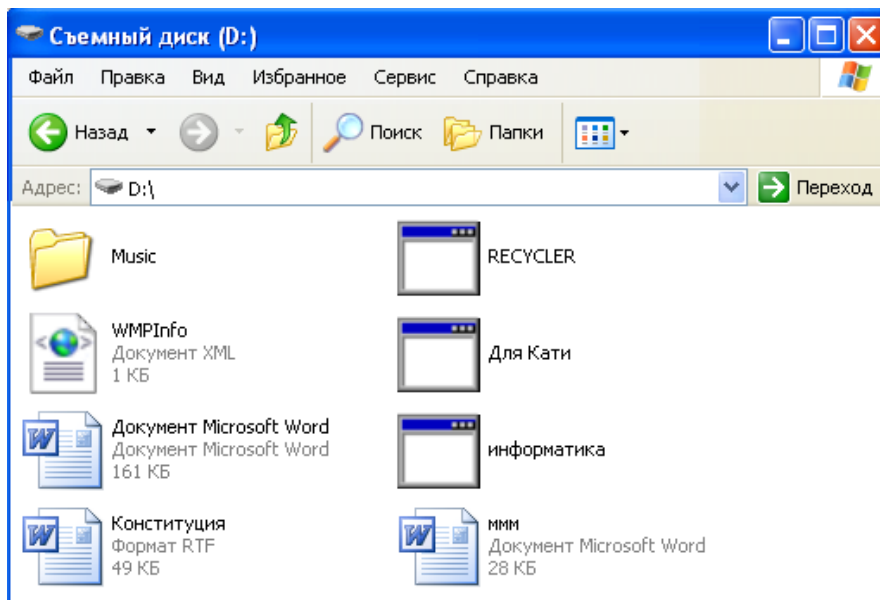 Съемный диск (D:)
Файл Правка Вид Избранное Сервис Справка
Назад Поиск Папки
Адрес: D:\ Переход
Music
RECYCLER
WMPInfo
Документ XML
1 КБ
Для Кати
Документ Microsoft Word
Документ Microsoft Word
161 КБ
информатика
Конституция
Формат RTF
49 КБ
ммм
Документ Microsoft Word
28 КБ